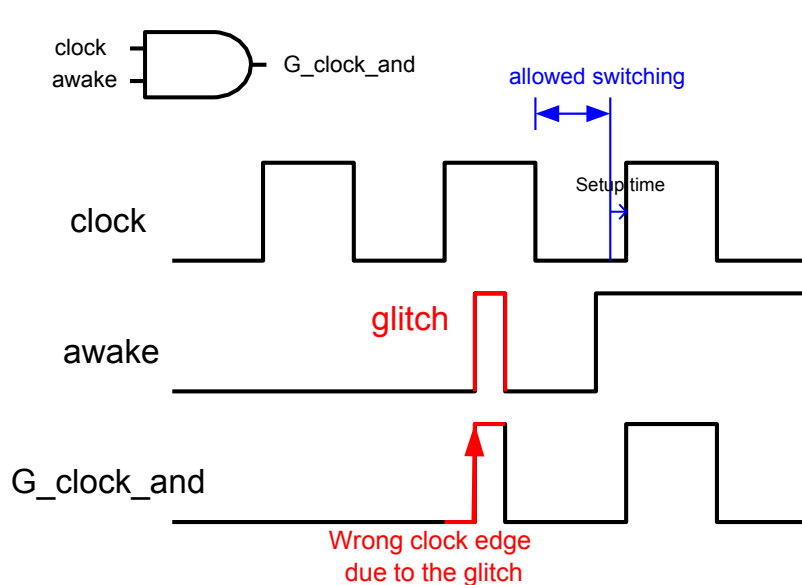 clock
awake
G_clock_and
allowed switching
Setup time
clock
glitch
awake
G_clock_and
Wrong clock edge
due to the glitch